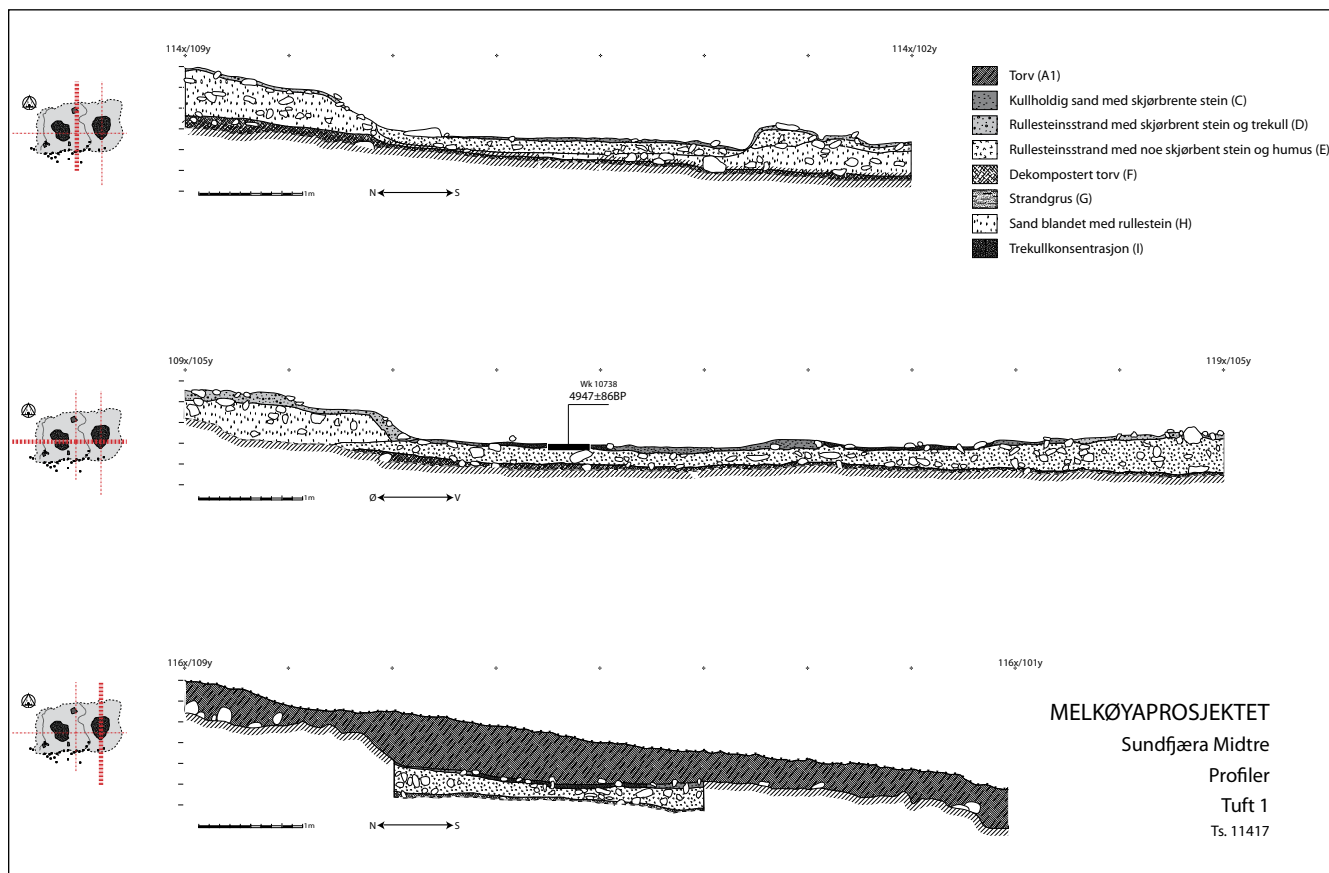 114x/109y
114x/102y
1m
N
S
Torv (A1)
Kullholdig sand med skjørbrente stein (C)
Rullesteinsstrand med skjørbrent stein og trekull (D)
Rullesteinsstrand med noe skjørbent stein og humus (E)
Dekompostert torv (F)
Strandgrus (G)
Sand blandet med rullestein (H)
Trekullkonsentrasjon (I)
109x/105y
119x/105y
Wk 10738
4947±86BP
1m
Ø
V
116x/109y
116x/101y
1m
N
S
MELKØYAPROSJEKTET
Sundfjæra Midtre
Profiler
Tuft 1
Ts. 11417